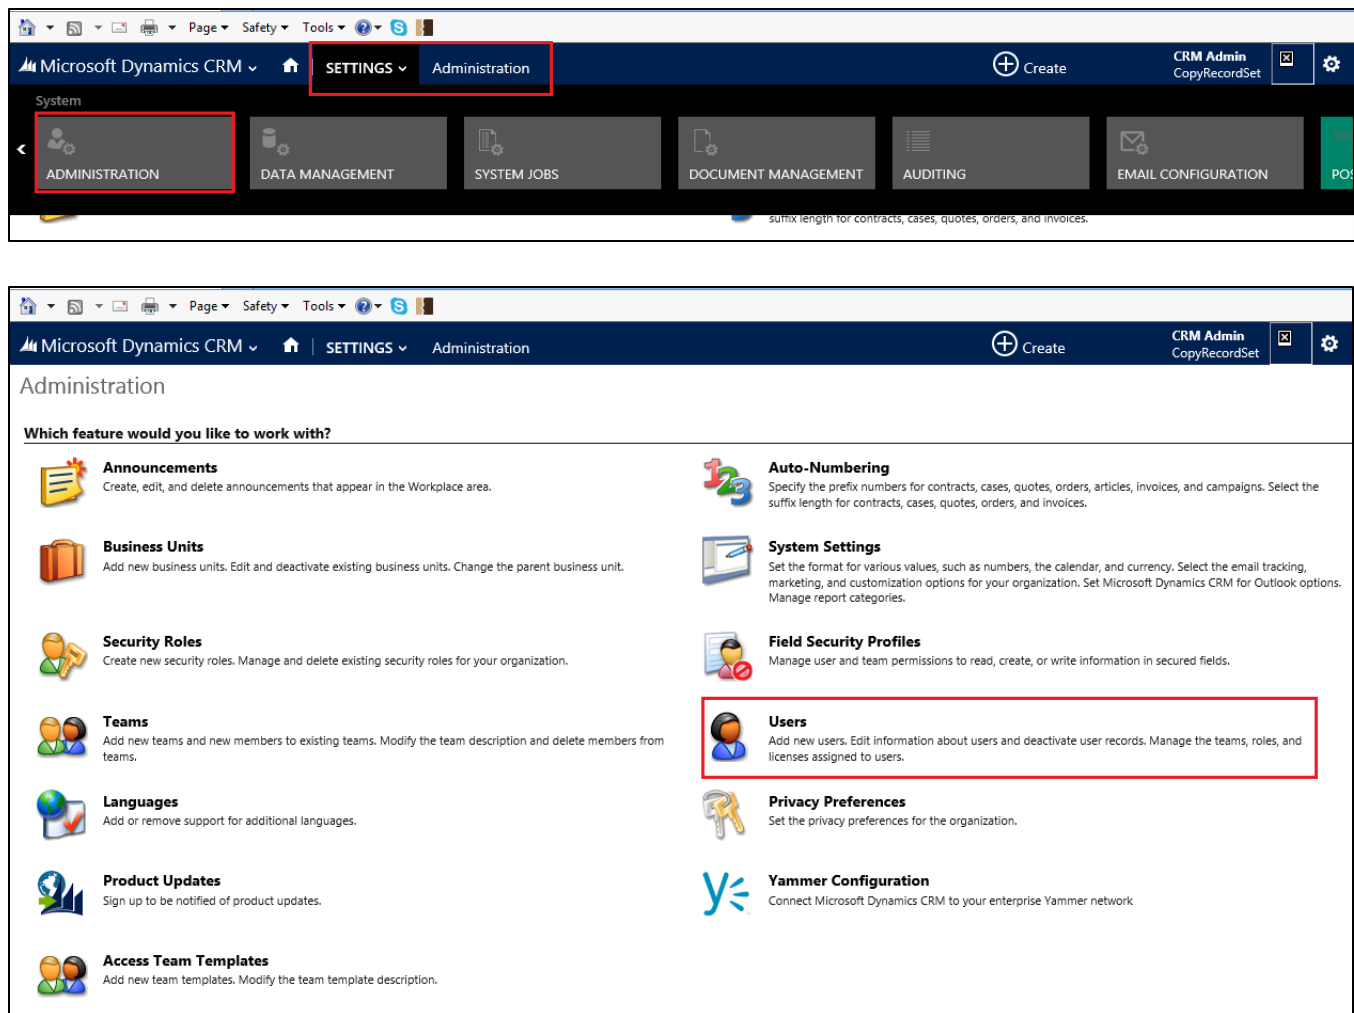 Page Safety Tools
Microsoft Dynamics CRM SETTINGS Administration Create CRM Admin
CopyRecordSet
System
ADMINISTRATION DATA MANAGEMENT SYSTEM JOBS DOCUMENT MANAGEMENT AUDITING EMAIL CONFIGURATION POS
suffix length for contracts, cases, quotes, orders, and invoices.
Page Safety Tools
Microsoft Dynamics CRM SETTINGS Administration Create CRM Admin
CopyRecordSet
Administration
Which feature would you like to work with?
Announcements
Create, edit, and delete announcements that appear in the Workplace area.
Auto-Numbering
Specify the prefix numbers for contracts, cases, quotes, orders, articles, invoices, and campaigns. Select the
suffix length for contracts, cases, quotes, orders, and invoices.
Business Units
Add new business units. Edit and deactivate existing business units. Change the parent business unit.
System Settings
Set the format for various values, such as numbers, the calendar, and currency. Select the email tracking,
marketing, and customization options for your organization. Set Microsoft Dynamics CRM for Outlook options.
Manage report categories.
Security Roles
Create new security roles. Manage and delete existing security roles for your organization.
Field Security Profiles
Manage user and team permissions to read, create, or write information in secured fields.
Teams
Add new teams and new members to existing teams. Modify the team description and delete members from
teams.
Users
Add new users. Edit information about users and deactivate user records. Manage the teams, roles, and
licenses assigned to users.
Languages
Add or remove support for additional languages.
Privacy Preferences
Set the privacy preferences for the organization.
Product Updates
Sign up to be notified of product updates.
Yammer Configuration
Connect Microsoft Dynamics CRM to your enterprise Yammer network
Access Team Templates
Add new team templates. Modify the team template description.